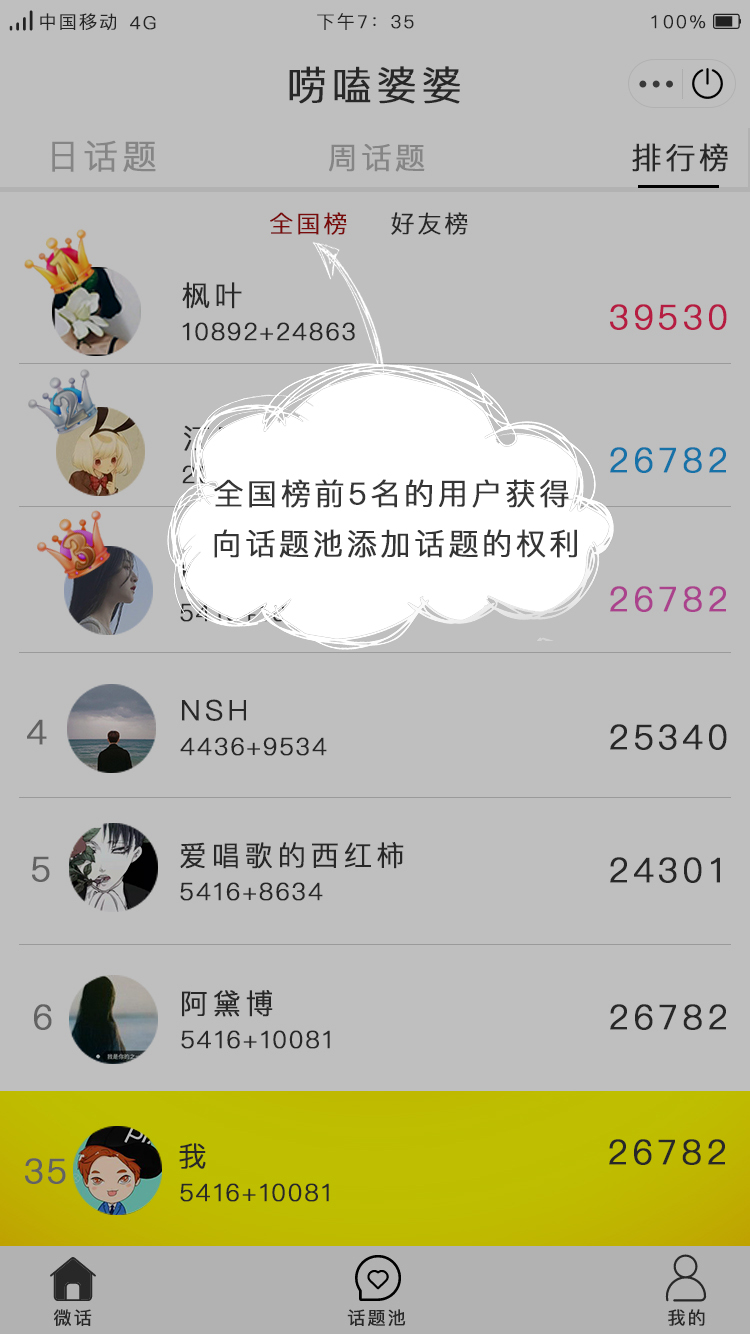 中国移动 4G 下午7：35 100%
唠嗑婆婆
日话题 周话题 排行榜
全国榜 好友榜
1
枫叶
10892+24863
39530
2
26782
全国榜前5名的用户获得
向话题池添加话题的权利
3
26782
4
NSH
4436+9534
25340
5
爱唱歌的西红柿
5416+8634
24301
6
阿黛博
5416+10081
26782
35
我
5416+10081
26782
微话 话题池 我的